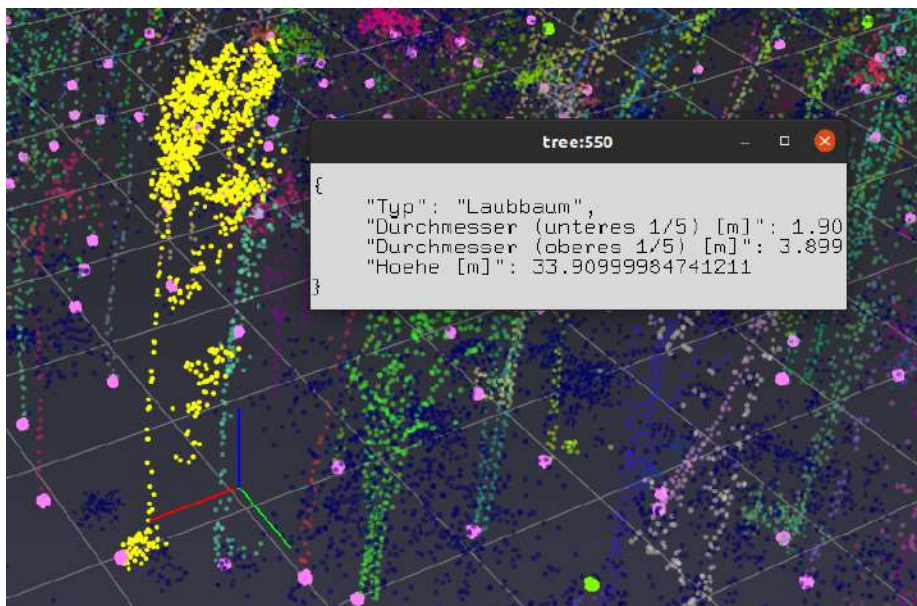 tree:550
{
"Typ": "Laubbaum",
"Durchmesser (unteres 1/5) [m]": 1.90
"Durchmesser (oberes 1/5) [m]": 3.899
"Hoehe [m]": 33.90999984741211
}